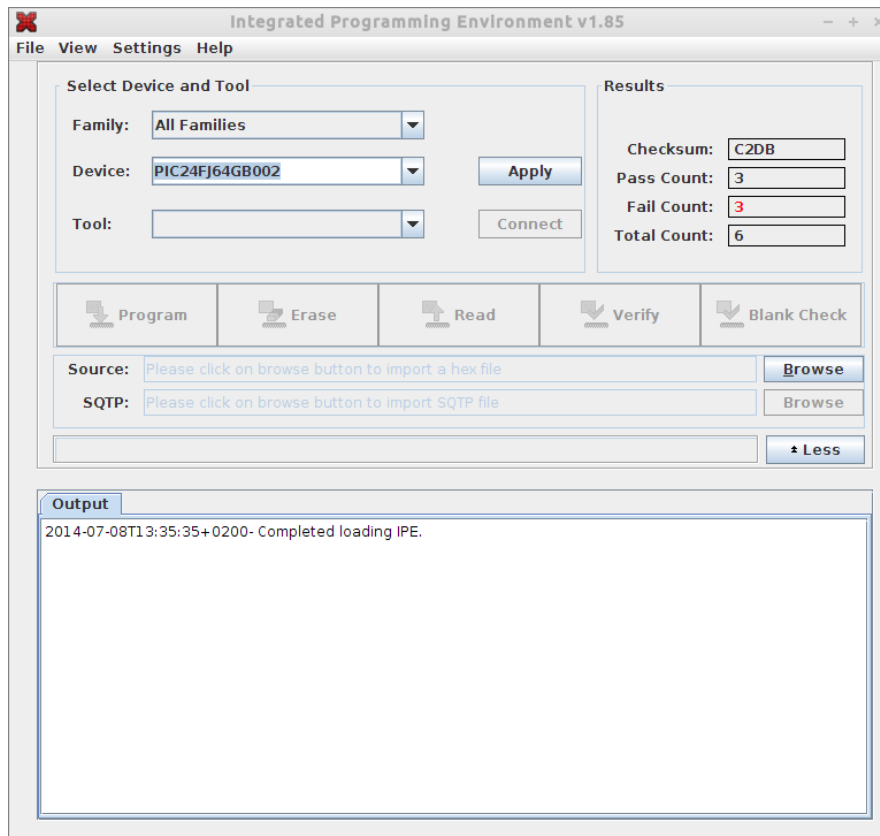 Integrated Programming Environment v1.85
File View Settings Help
Select Device and Tool
Family: All Families
Device: PIC24FJ64GB002 Apply
Tool: Connect
Results
Checksum: C2DB
Pass Count: 3
Fail Count: 3
Total Count: 6
Program Erase Read Verify Blank Check
Source: Please click on browse button to import a hex file Browse
SQTP: Please click on browse button to import SQTP file Browse
Less
Output
2014-07-08T13:35:35+0200- Completed loading IPE.